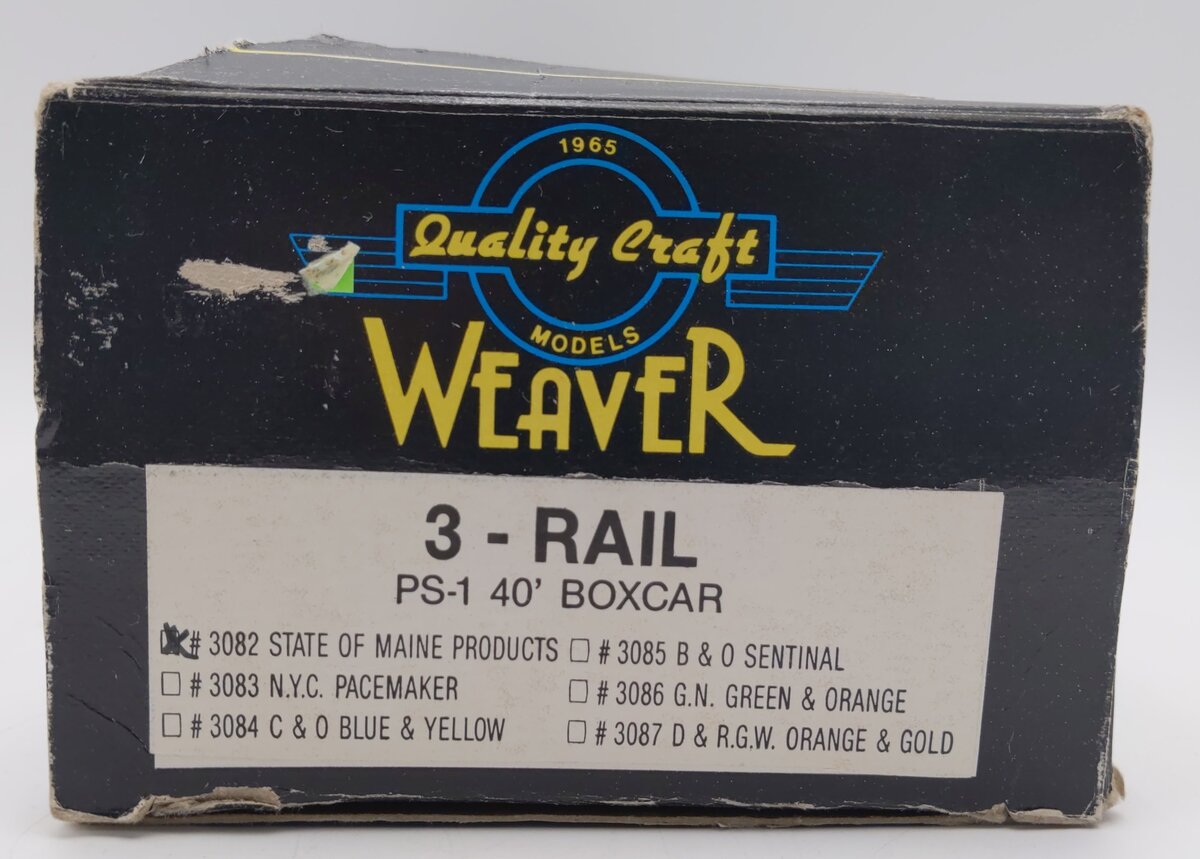 1965
Quality Craft
MODELS
WEAVER
3 - RAIL
PS-1 40' BOXCAR
# 3082 STATE OF MAINE PRODUCTS
# 3083 N.Y.C. PACEMAKER
# 3084 C & O BLUE & YELLOW
# 3085 B & O SENTINAL
# 3086 G.N. GREEN & ORANGE
# 3087 D & R.G.W. ORANGE & GOLD